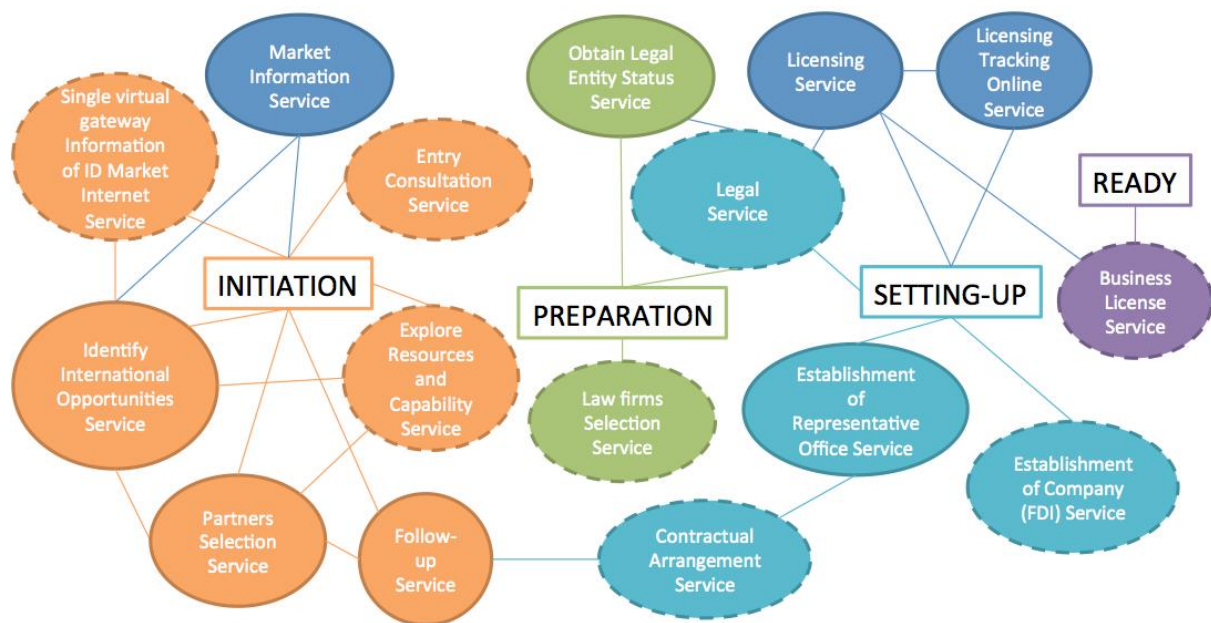 Market
Information
Service
Obtain Legal
Entity Status
Service
Licensing
Service
Licensing
Tracking
Online
Service
Single virtual
gateway
Information
of ID Market
Internet
Service
Entry
Consultation
Service
Legal
Service
READY
INITIATION
PREPARATION
SETTING-UP
Business
License
Service
Identify
International
Opportunities
Service
Explore
Resources
and
Capability
Service
Law firms
Selection
Service
Establishment
of
Representative
Office Service
Establishment
of Company
(FDI) Service
Partners
Selection
Service
Follow-
up
Service
Contractual
Arrangement
Service